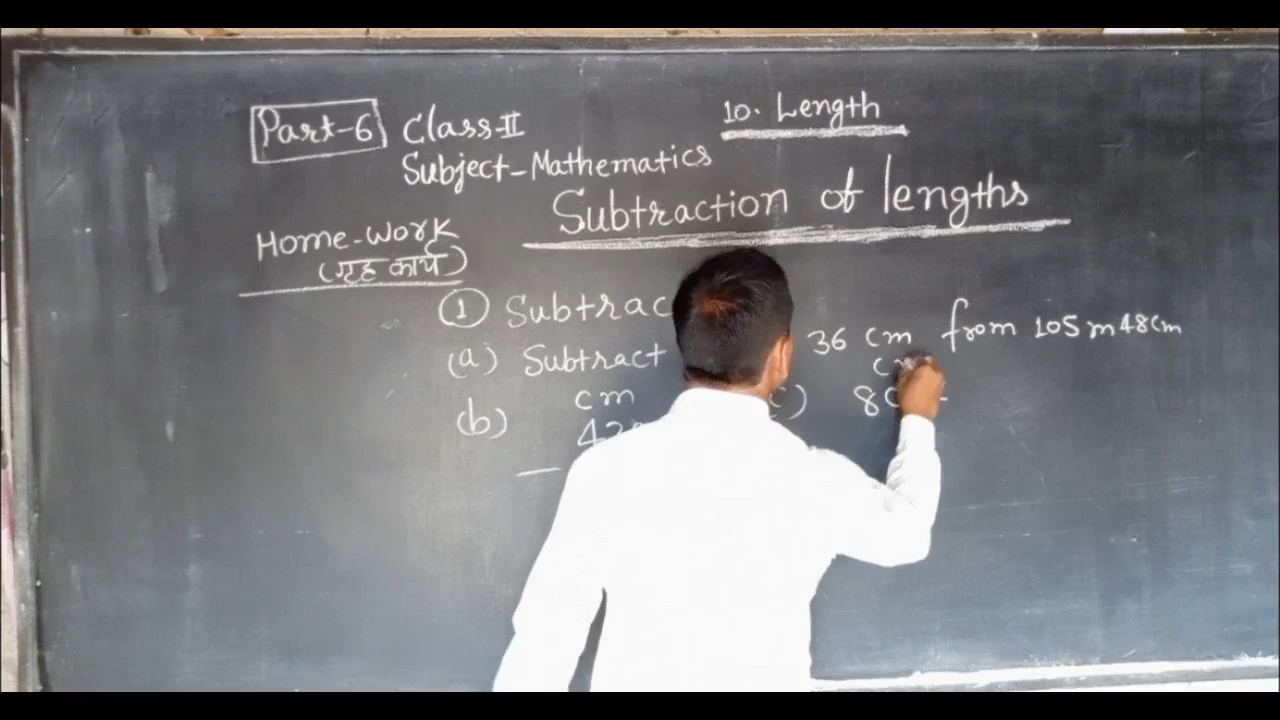 Part-6 Class-II 10. Length
Subject-Mathematics
Subtraction of lengths
Home-work
(गृह कार्य)
① Subtrac
(a) Subtract 36 cm from 105 m 48 cm
(b) cm